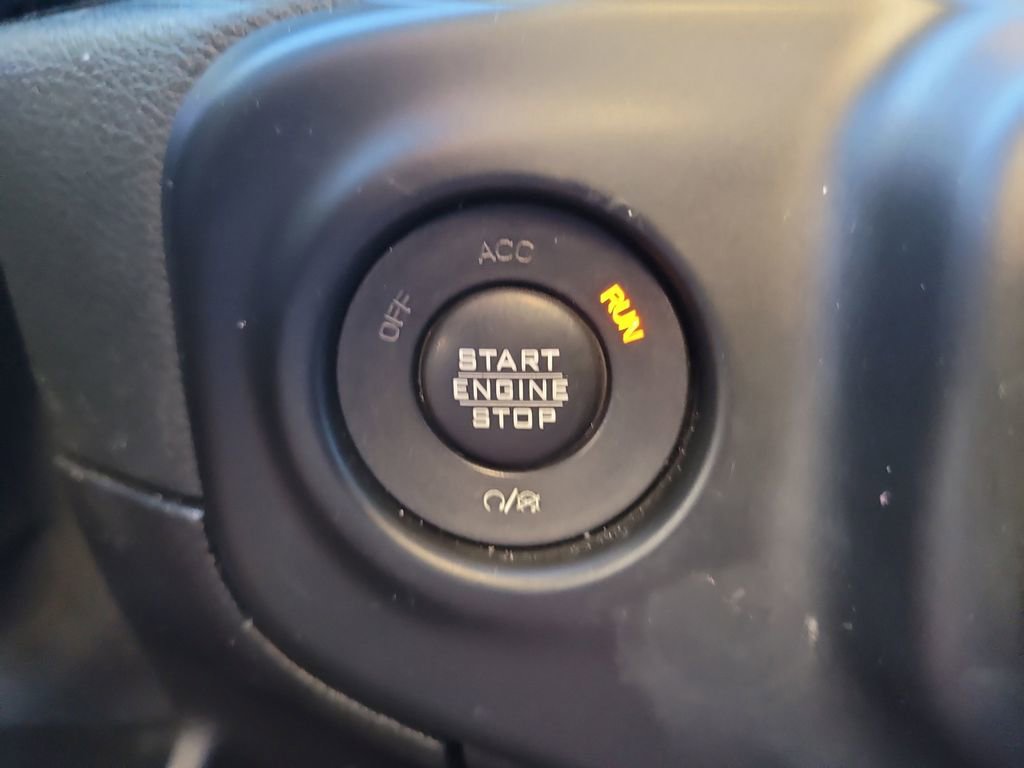 ACC
OFF
RUN
START
ENGINE
STOP